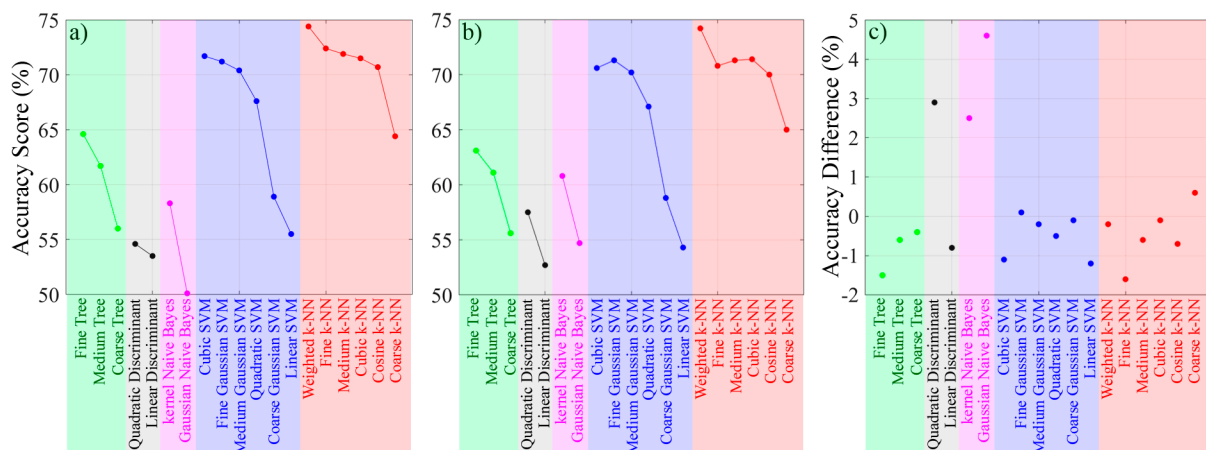 a)
Accuracy Score (%)
75
70
65
60
55
50
Fine Tree
Medium Tree
Coarse Tree
Quadratic Discriminant
Linear Discriminant
kernel Naive Bayes
Gaussian Naive Bayes
Cubic SVM
Fine Gaussian SVM
Medium Gaussian SVM
Quadratic SVM
Coarse Gaussian SVM
Linear SVM
Weighted k-NN
Fine k-NN
Medium k-NN
Cubic k-NN
Cosine k-NN
Coarse k-NN
b)
75
70
65
60
55
50
Fine Tree
Medium Tree
Coarse Tree
Quadratic Discriminant
Linear Discriminant
kernel Naive Bayes
Gaussian Naive Bayes
Cubic SVM
Fine Gaussian SVM
Medium Gaussian SVM
Quadratic SVM
Coarse Gaussian SVM
Linear SVM
Weighted k-NN
Fine k-NN
Medium k-NN
Cubic k-NN
Cosine k-NN
Coarse k-NN
c)
Accuracy Difference (%)
5
4
3
2
1
0
-1
-2
Fine Tree
Medium Tree
Coarse Tree
Quadratic Discriminant
Linear Discriminant
kernel Naive Bayes
Gaussian Naive Bayes
Cubic SVM
Fine Gaussian SVM
Medium Gaussian SVM
Quadratic SVM
Coarse Gaussian SVM
Linear SVM
Weighted k-NN
Fine k-NN
Medium k-NN
Cubic k-NN
Cosine k-NN
Coarse k-NN